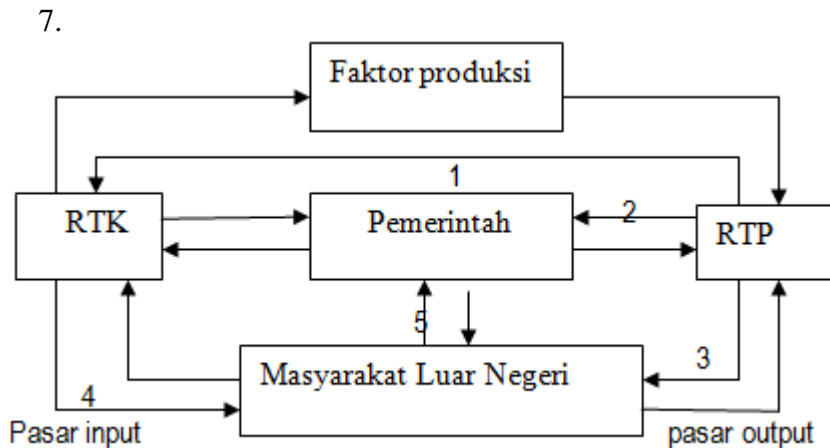 7.
Faktor produksi
1
RTK
Pemerintah
2
RTP
5
3
Masyarakat Luar Negeri
4
Pasar input
pasar output